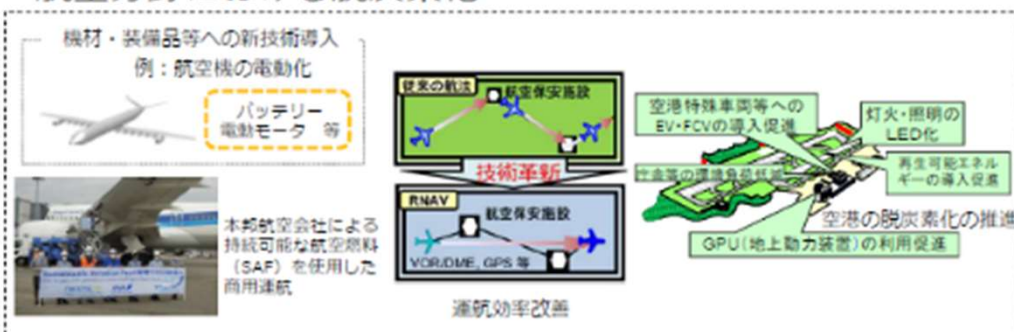 機材・装備品等への新技術導入
例：航空機の電動化
バッテリー
電動モータ 等
本邦航空会社による
持続可能な航空燃料
（SAF）を使用した
商用運航
従来の航法
航空保安施設
技術革新
RNAV
航空保安施設
VOR/DME, GPS 等
運航効率改善
空港特殊車両等への
EV・FCVの導入促進
灯火・照明の
LED化
再生可能エネル
ギーの導入促進
空港の脱炭素化の推進
GPU（地上動力装置）の利用促進